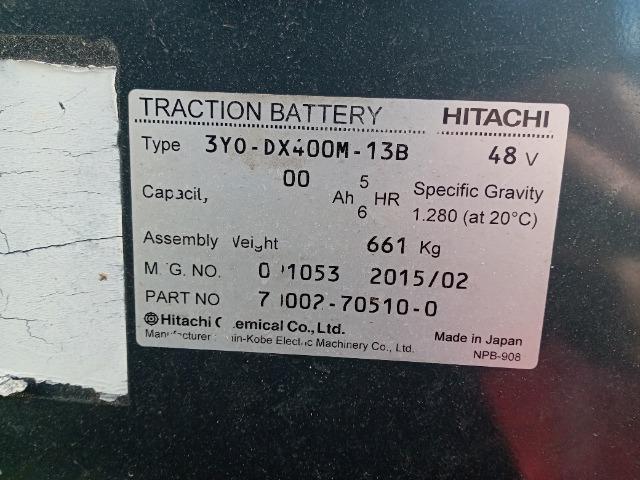 TRACTION BATTERY HITACHI
Type 3Y0-DX400M-13B 48 V
00 Ah 5 HR Specific Gravity
6 1.280 (at 20°C)
Assembly 661 Kg
NO. 1053 2015/02
PART NO 002-70510-0
Hitachi Co., Ltd.
Electric Machinery Co., Ltd.
Made in Japan
NPB-908